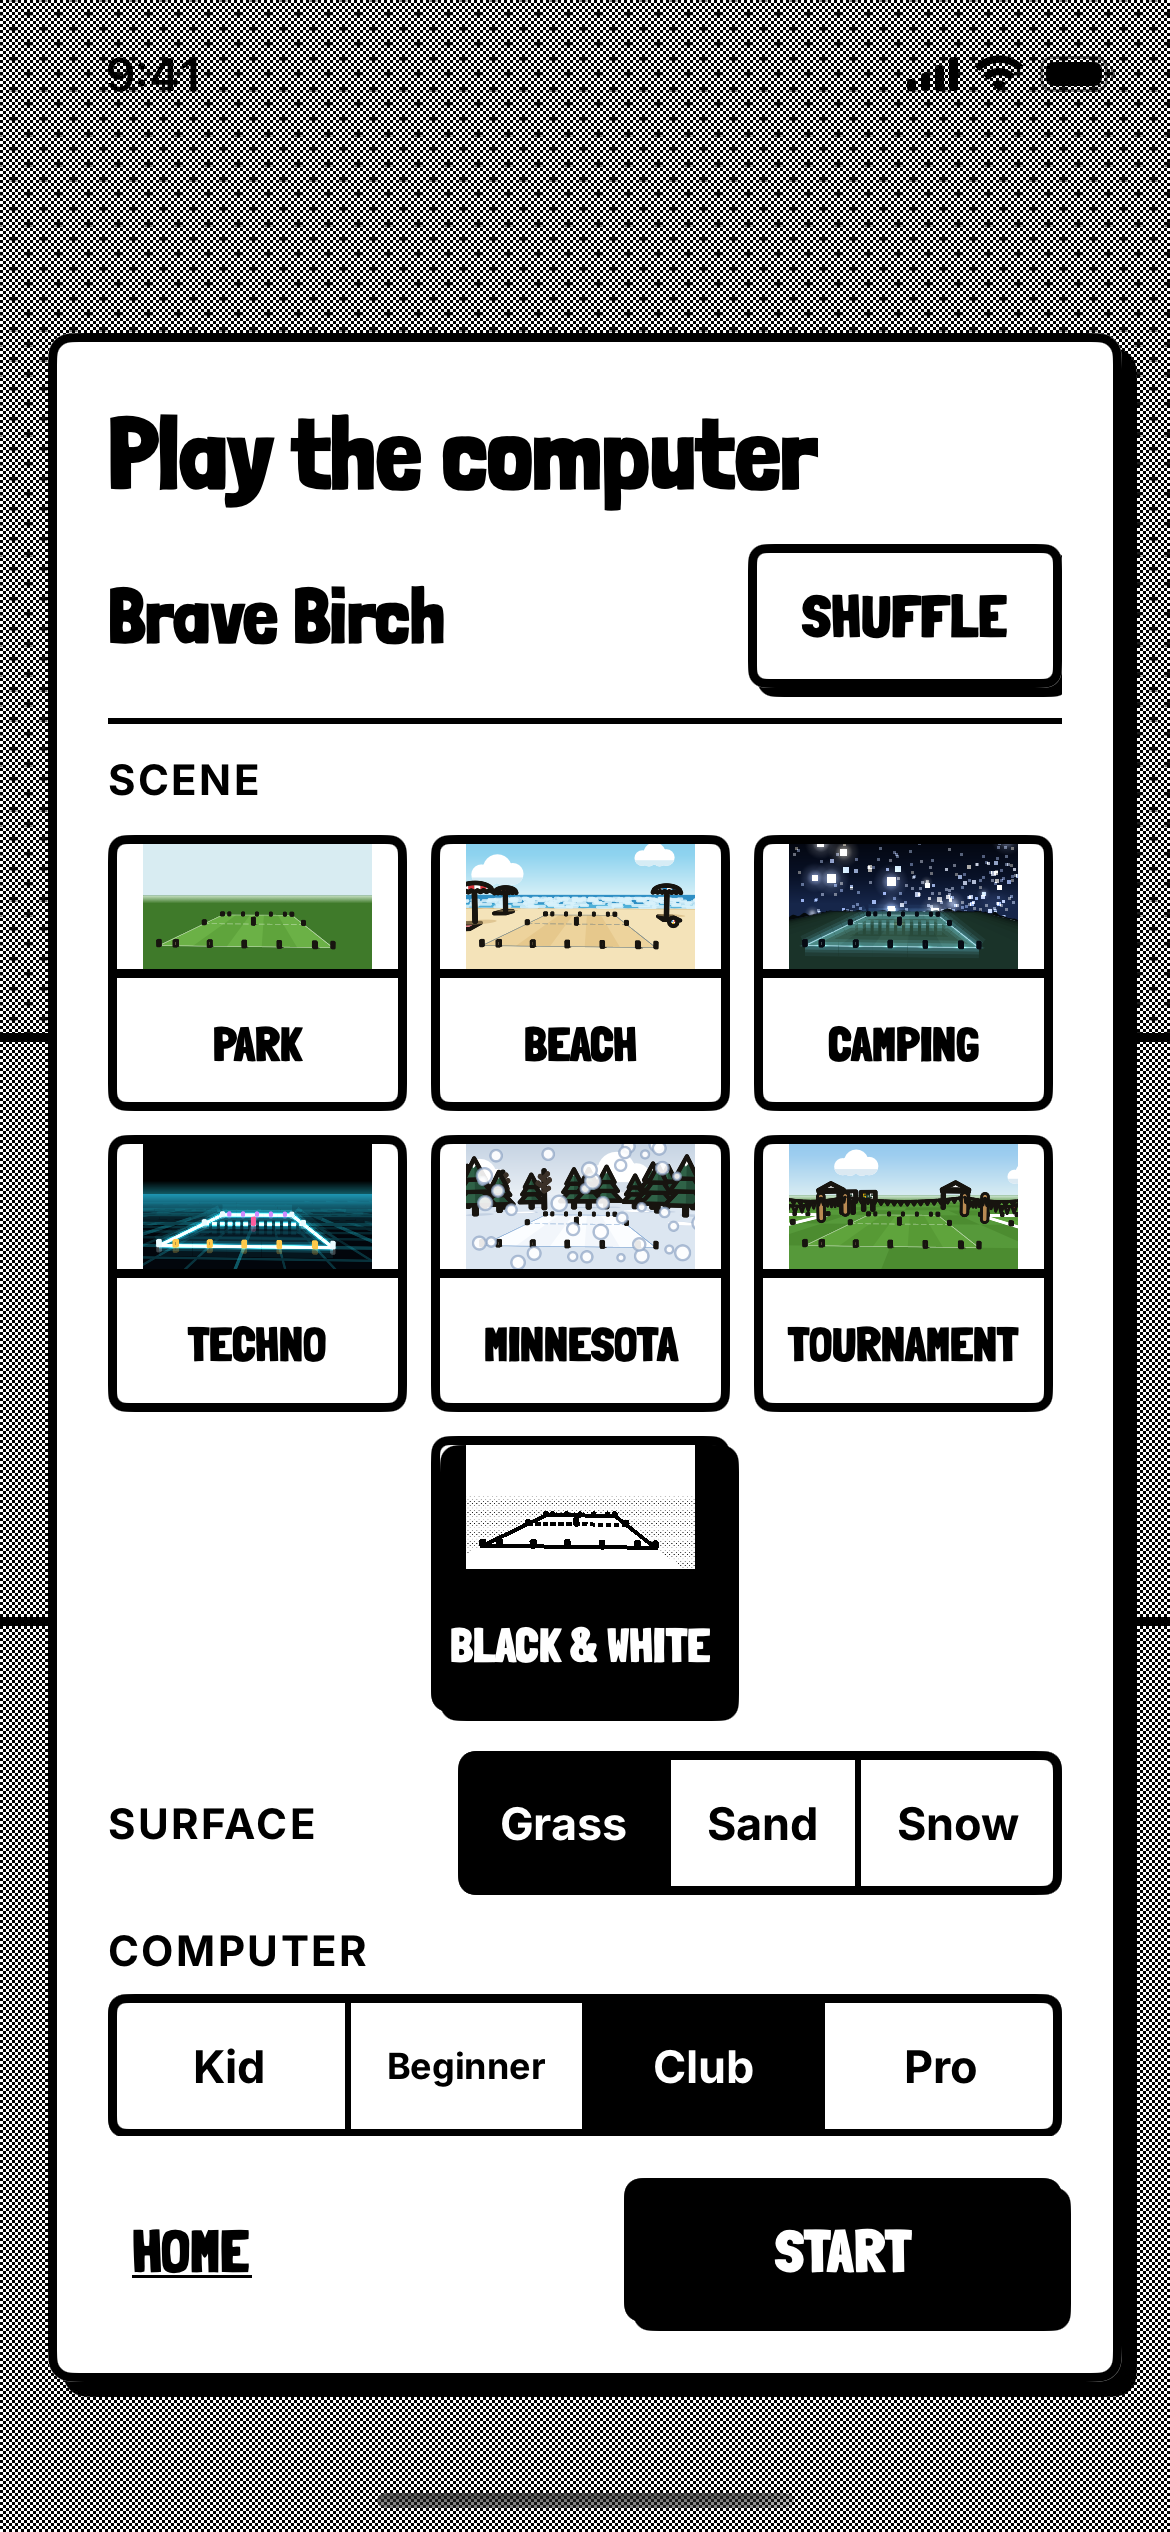 9:41
Play the computer
Brave Birch
SHUFFLE
SCENE
PARK
BEACH
CAMPING
TECHNO
MINNESOTA
TOURNAMENT
BLACK & WHITE
SURFACE
Grass
Sand
Snow
COMPUTER
Kid
Beginner
Club
Pro
HOME
START